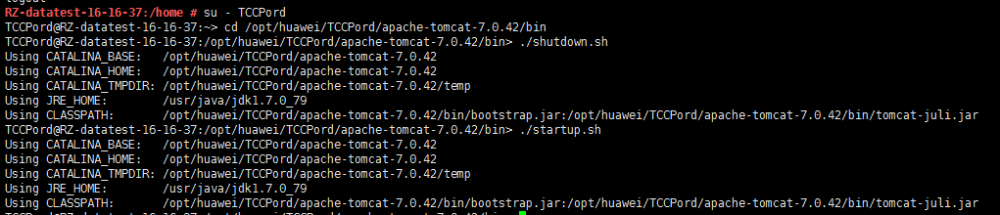 logout
RZ-datatest-16-16-37:/home # su - TCCPord
TCCPord@RZ-datatest-16-16-37:~> cd /opt/huawei/TCCPord/apache-tomcat-7.0.42/bin
TCCPord@RZ-datatest-16-16-37:/opt/huawei/TCCPord/apache-tomcat-7.0.42/bin> ./shutdown.sh
Using CATALINA_BASE:   /opt/huawei/TCCPord/apache-tomcat-7.0.42
Using CATALINA_HOME:   /opt/huawei/TCCPord/apache-tomcat-7.0.42
Using CATALINA_TMPDIR: /opt/huawei/TCCPord/apache-tomcat-7.0.42/temp
Using JRE_HOME:        /usr/java/jdk1.7.0_79
Using CLASSPATH:       /opt/huawei/TCCPord/apache-tomcat-7.0.42/bin/bootstrap.jar:/opt/huawei/TCCPord/apache-tomcat-7.0.42/bin/tomcat-juli.jar
TCCPord@RZ-datatest-16-16-37:/opt/huawei/TCCPord/apache-tomcat-7.0.42/bin> ./startup.sh
Using CATALINA_BASE:   /opt/huawei/TCCPord/apache-tomcat-7.0.42
Using CATALINA_HOME:   /opt/huawei/TCCPord/apache-tomcat-7.0.42
Using CATALINA_TMPDIR: /opt/huawei/TCCPord/apache-tomcat-7.0.42/temp
Using JRE_HOME:        /usr/java/jdk1.7.0_79
Using CLASSPATH:       /opt/huawei/TCCPord/apache-tomcat-7.0.42/bin/bootstrap.jar:/opt/huawei/TCCPord/apache-tomcat-7.0.42/bin/tomcat-juli.jar
TCCPord@RZ-datatest-16-16-37:/opt/huawei/TCCPord/apache-tomcat-7.0.42/bin>